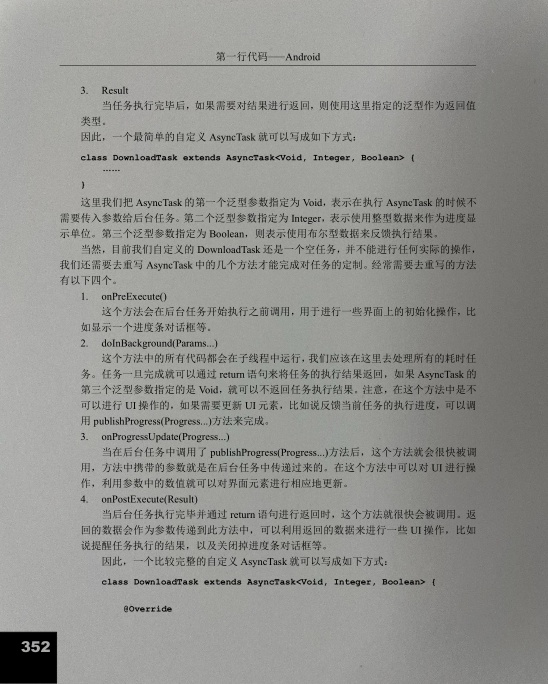 第一行代码——Android
3. Result
当任务执行完毕后，如果需要对结果进行返回，则使用这里指定的泛型作为返回值
类型。
因此，一个最简单的自定义 AsyncTask 就可以写成如下方式：
class DownloadTask extends AsyncTask<Void, Integer, Boolean> {
……
}
这里我们把 AsyncTask 的第一个泛型参数指定为 Void，表示在执行 AsyncTask 的时候不
需要传入参数给后台任务。第二个泛型参数指定为 Integer，表示使用整型数据来作为进度显
示单位。第三个泛型参数指定为 Boolean，则表示使用布尔型数据来反馈执行结果。
当然，目前我们自定义的 DownloadTask 还是一个空任务，并不能进行任何实际的操作，
我们还需要去重写 AsyncTask 中的几个方法才能完成对任务的定制。经常需要去重写的方法
有以下四个。
1. onPreExecute()
这个方法会在后台任务开始执行之前调用，用于进行一些界面上的初始化操作，比
如显示一个进度条对话框等。
2. doInBackground(Params...)
这个方法中的所有代码都会在子线程中运行，我们应该在这里去处理所有的耗时任
务。任务一旦完成就可以通过 return 语句来将任务的执行结果返回，如果 AsyncTask 的
第三个泛型参数指定的是 Void，就可以不返回任务执行结果。注意，在这个方法中是不
可以进行 UI 操作的，如果需要更新 UI 元素，比如说反馈当前任务的执行进度，可以调
用 publishProgress(Progress...)方法来完成。
3. onProgressUpdate(Progress...)
当在后台任务中调用了 publishProgress(Progress...)方法后，这个方法就会很快被调
用，方法中携带的参数就是在后台任务中传递过来的。在这个方法中可以对 UI 进行操
作，利用参数中的数值就可以对界面元素进行相应地更新。
4. onPostExecute(Result)
当后台任务执行完毕并通过 return 语句进行返回时，这个方法就很快会被调用。返
回的数据会作为参数传递到此方法中，可以利用返回的数据来进行一些 UI 操作，比如
说提醒任务执行的结果，以及关闭掉进度条对话框等。
因此，一个比较完整的自定义 AsyncTask 就可以写成如下方式：
class DownloadTask extends AsyncTask<Void, Integer, Boolean> {
@Override
352